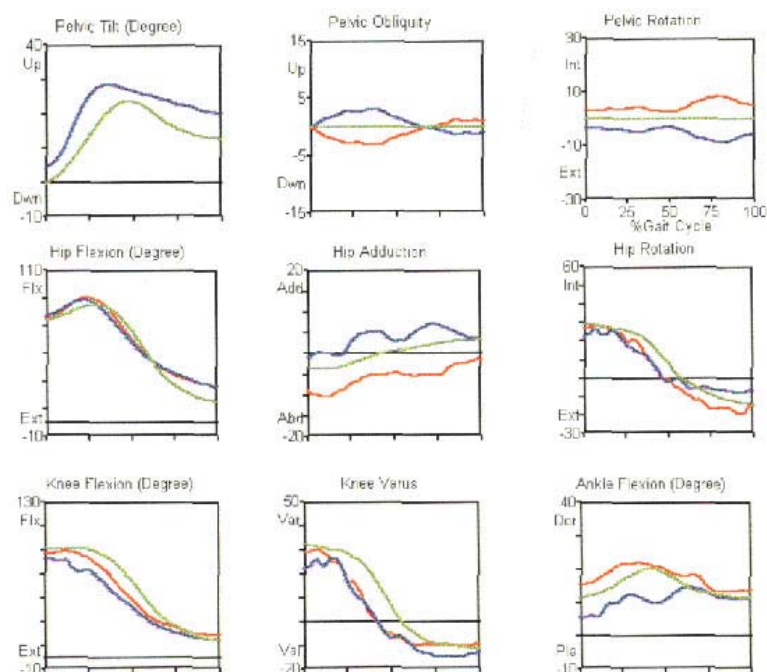 Pelvic Tilt (Degree)
40
Up
Dwn
-10
Pelvic Obliquity
15
Up
5
-5
Dwn
-15
Pelvic Rotation
30
Int
10
-10
Ext
-30
0 25 50 75 100
%Gait Cycle
Hip Flexion (Degree)
110
Flx
Ext
-10
Hip Adduction
20
Add
Abd
-20
Hip Rotation
60
Int
Ext
-30
Knee Flexion (Degree)
130
Flx
Ext
-10
Knee Varus
50
Var
Val
-20
Ankle Flexion (Degree)
40
Dor
Pla
-10